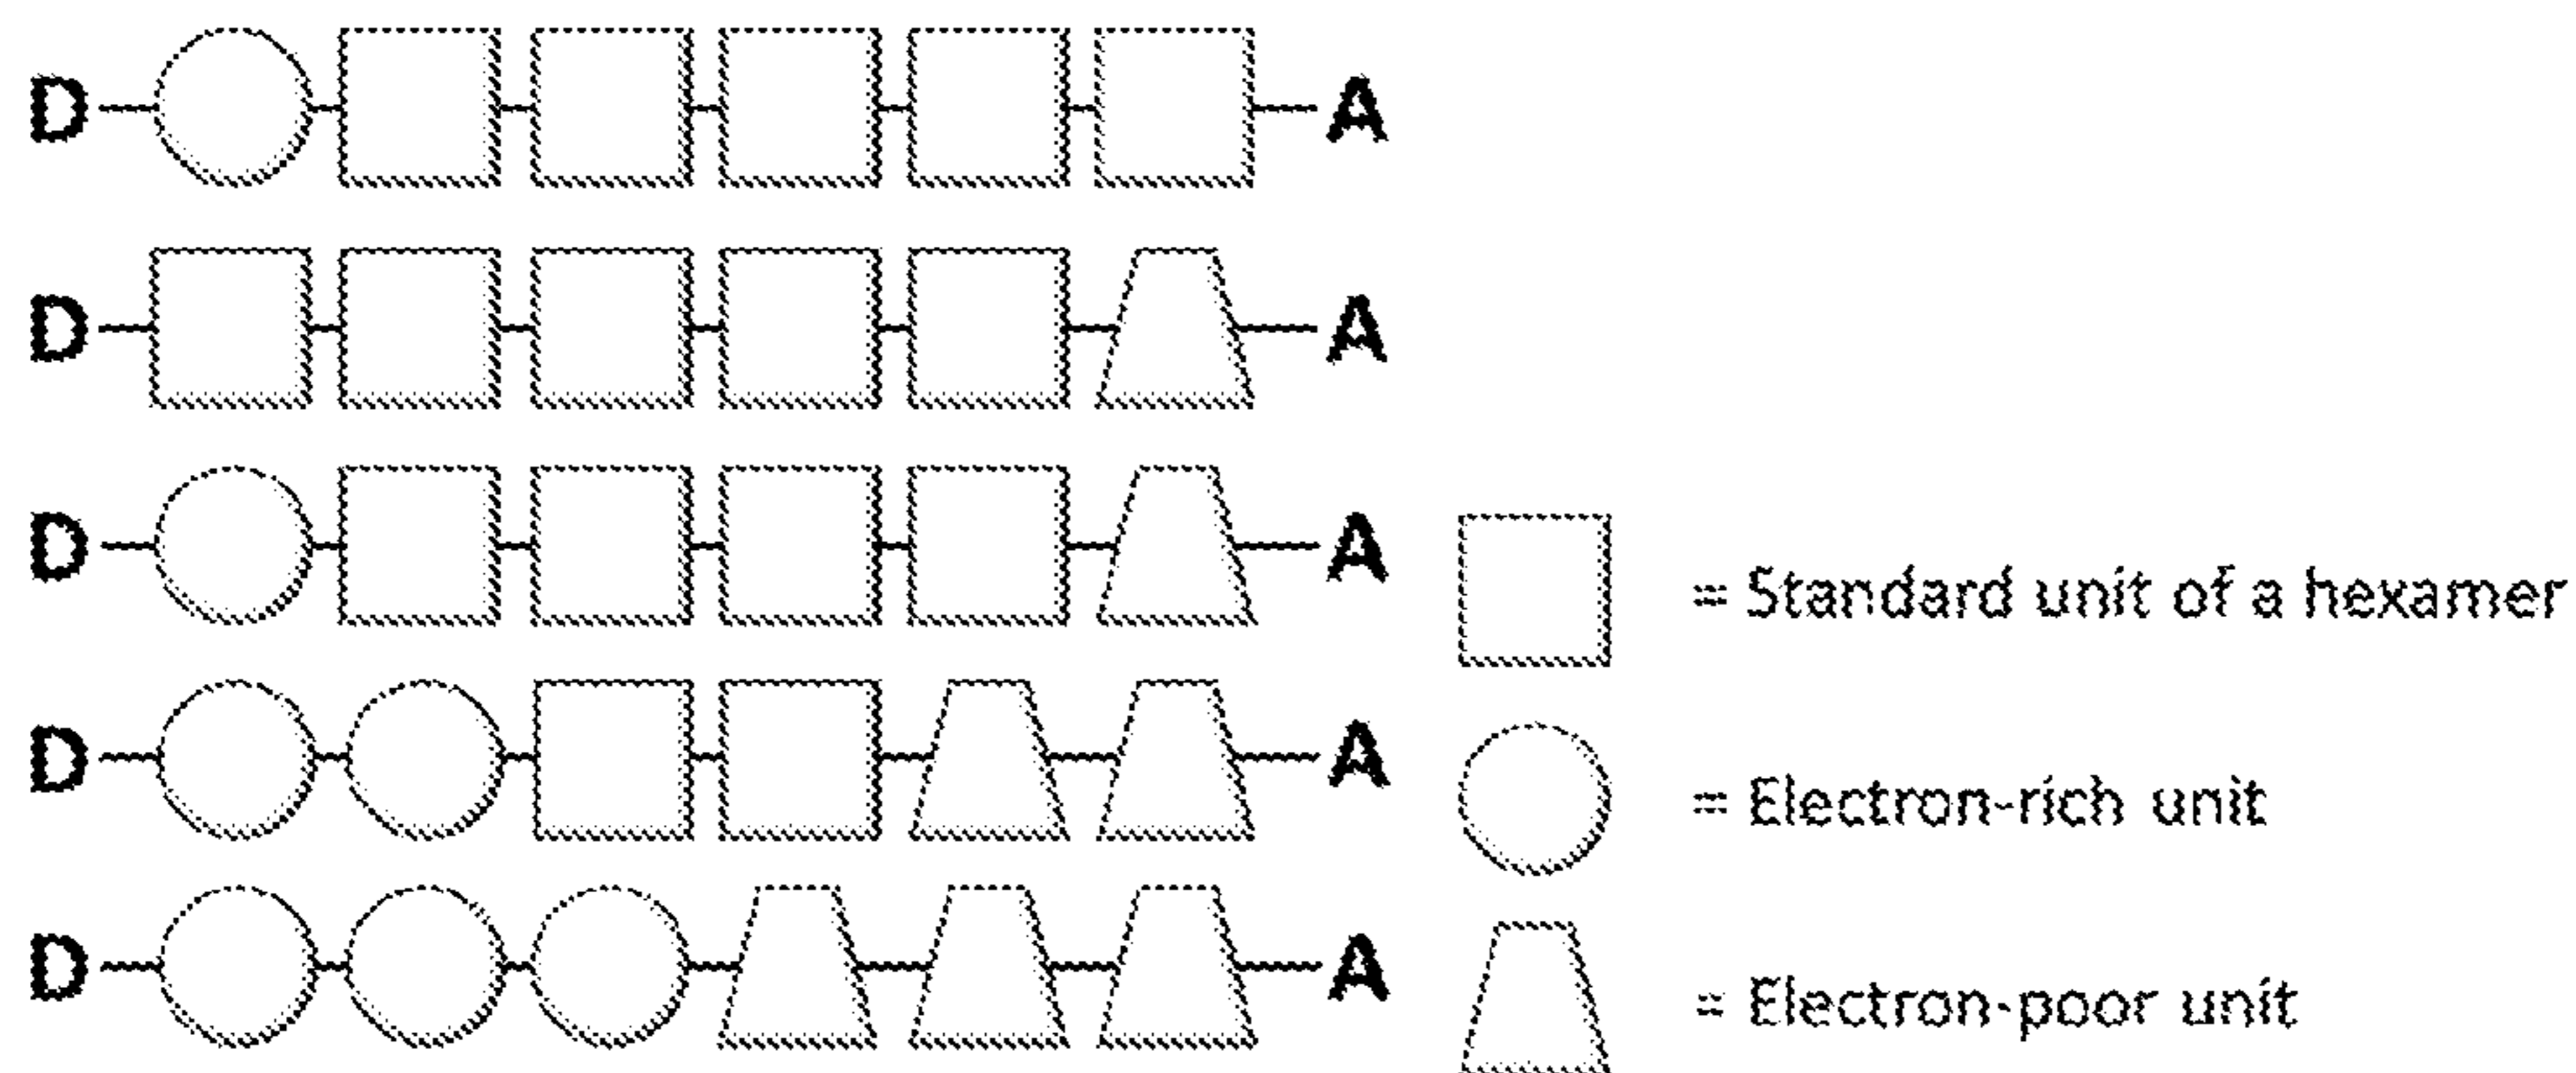 D A
D A
D A
= Standard unit of a hexamer
D A
= Electron-rich unit
D A
= Electron-poor unit